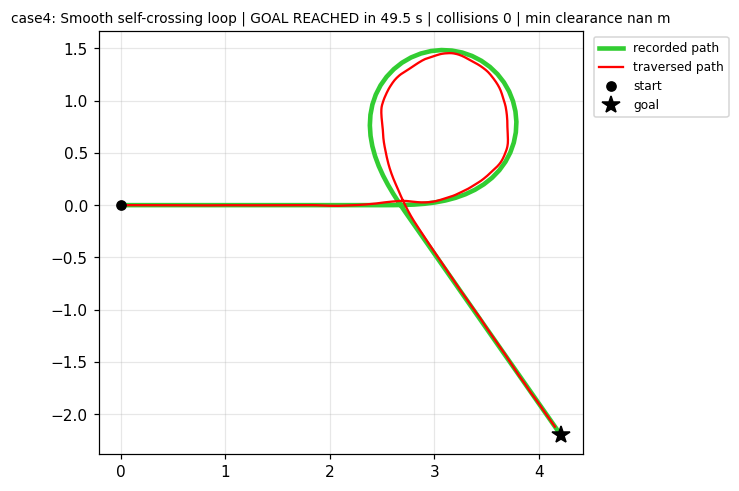 case4: Smooth self-crossing loop | GOAL REACHED in 49.5 s | collisions 0 | min clearance nan m
recorded path
traversed path
start
goal
1.5
1.0
0.5
0.0
−0.5
−1.0
−1.5
−2.0
0 1 2 3 4